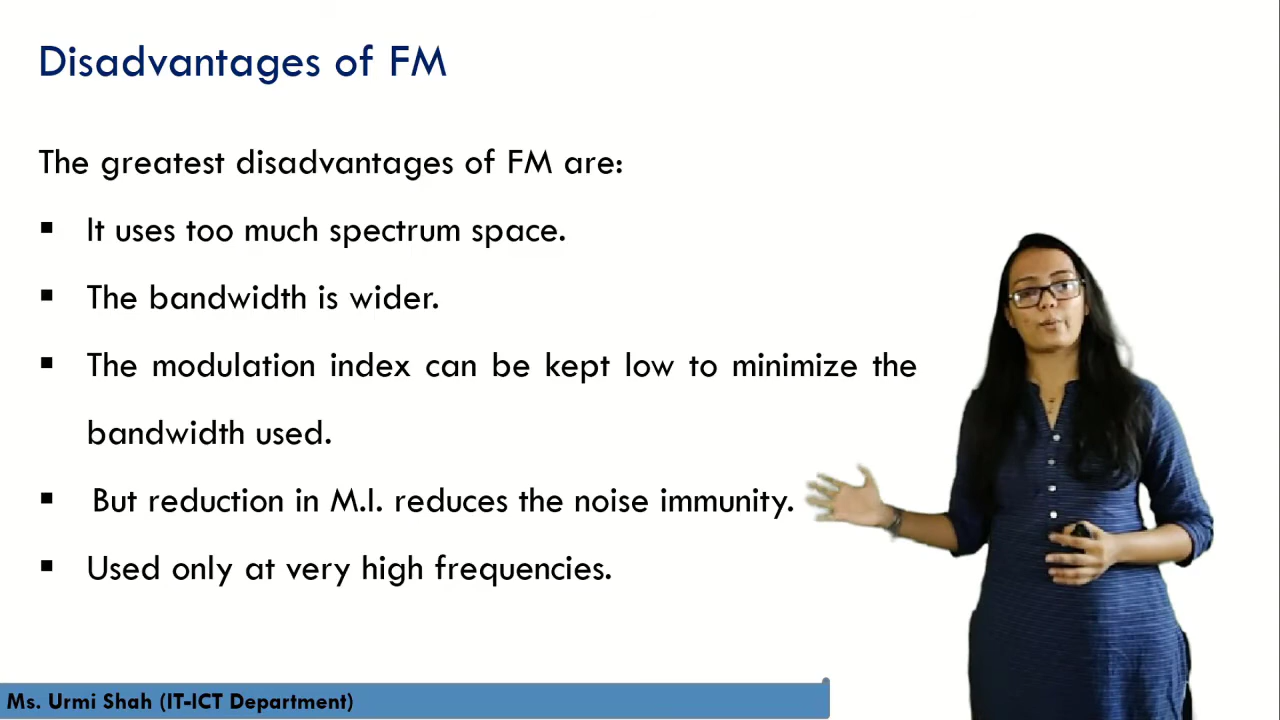 Disadvantages of FM
The greatest disadvantages of FM are:
▪ It uses too much spectrum space.
▪ The bandwidth is wider.
▪ The modulation index can be kept low to minimize the
bandwidth used.
▪ But reduction in M.I. reduces the noise immunity.
▪ Used only at very high frequencies.
Ms. Urmi Shah (IT-ICT Department)